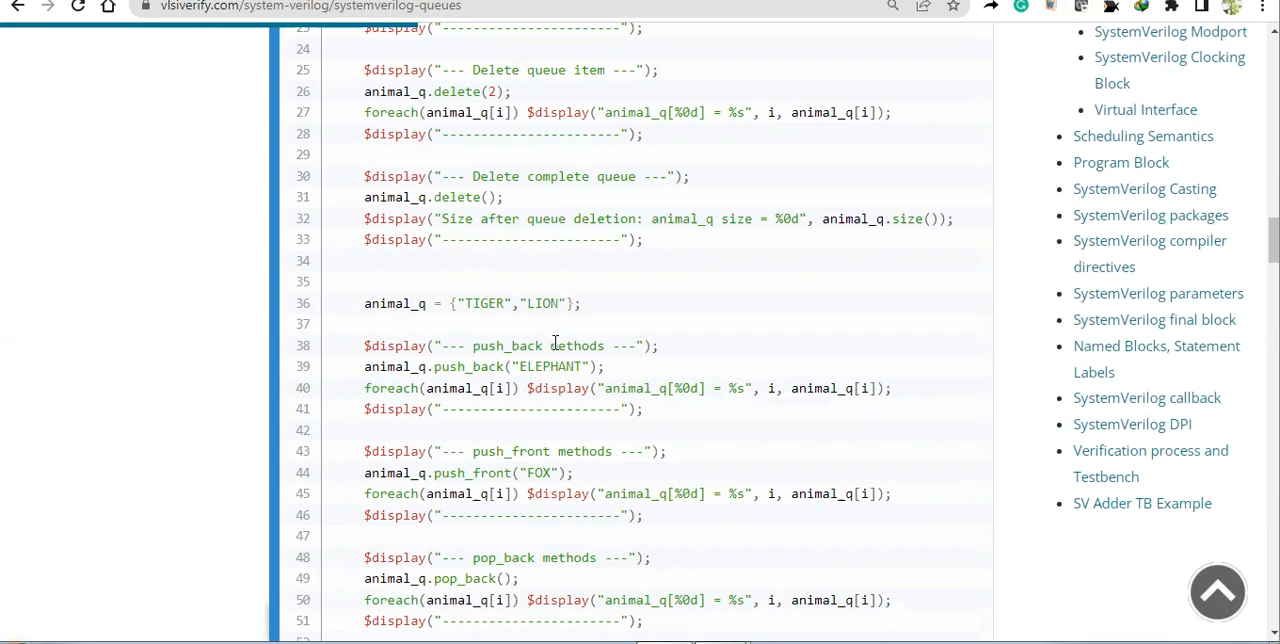 vlsiverify.com/system-verilog/systemverilog-queues
23 $display("-----------------------");
24
25 $display("--- Delete queue item ---");
26 animal_q.delete(2);
27 foreach(animal_q[i]) $display("animal_q[%0d] = %s", i, animal_q[i]);
28 $display("-----------------------");
29
30 $display("--- Delete complete queue ---");
31 animal_q.delete();
32 $display("Size after queue deletion: animal_q size = %0d", animal_q.size());
33 $display("-----------------------");
34
35
36 animal_q = {"TIGER","LION"};
37
38 $display("--- push_back methods ---");
39 animal_q.push_back("ELEPHANT");
40 foreach(animal_q[i]) $display("animal_q[%0d] = %s", i, animal_q[i]);
41 $display("-----------------------");
42
43 $display("--- push_front methods ---");
44 animal_q.push_front("FOX");
45 foreach(animal_q[i]) $display("animal_q[%0d] = %s", i, animal_q[i]);
46 $display("-----------------------");
47
48 $display("--- pop_back methods ---");
49 animal_q.pop_back();
50 foreach(animal_q[i]) $display("animal_q[%0d] = %s", i, animal_q[i]);
51 $display("-----------------------");
SystemVerilog Modport
SystemVerilog Clocking
Block
Virtual Interface
Scheduling Semantics
Program Block
SystemVerilog Casting
SystemVerilog packages
SystemVerilog compiler
directives
SystemVerilog parameters
SystemVerilog final block
Named Blocks, Statement
Labels
SystemVerilog callback
SystemVerilog DPI
Verification process and
Testbench
SV Adder TB Example